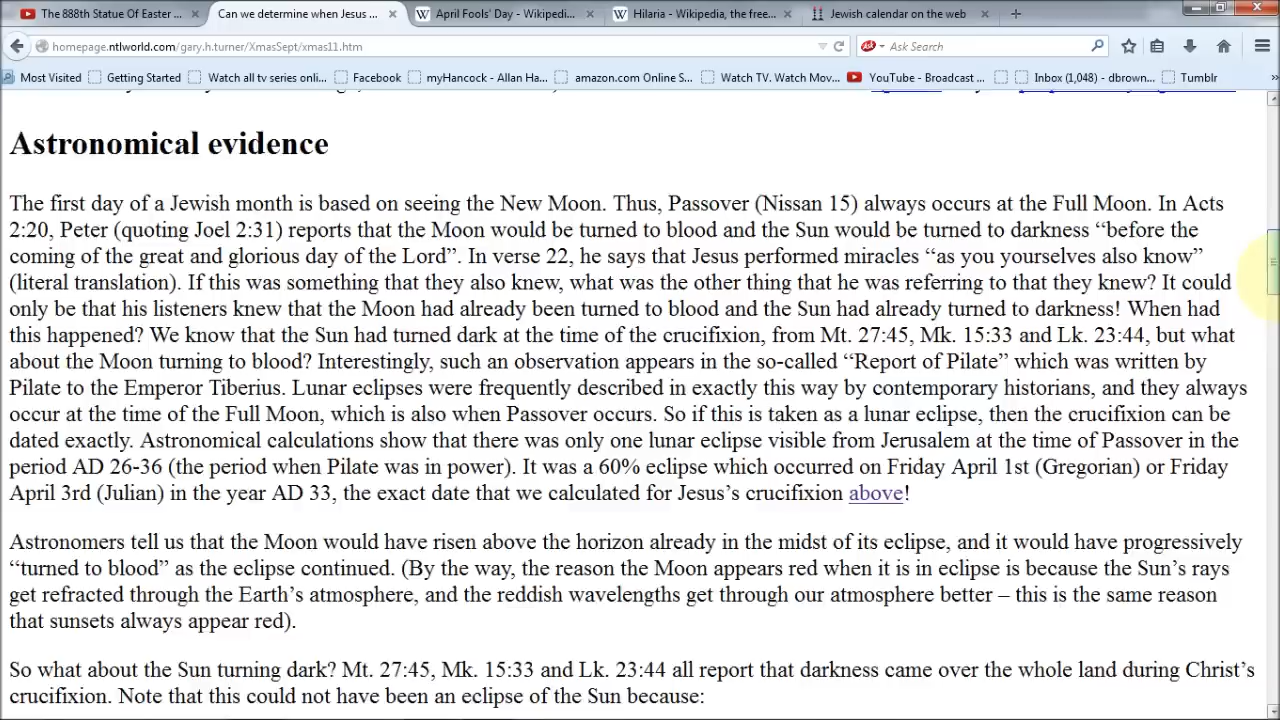 The 888th Statue Of Easter ...
Can we determine when Jesus ...
April Fools' Day - Wikipedi...
Hilaria - Wikipedia, the free...
Jewish calendar on the web
homepage.ntlworld.com/gary.h.turner/XmasSept/xmas11.htm
Ask Search
Most Visited
Getting Started
Watch all tv series onli...
Facebook
myHancock - Allan Ha...
amazon.com Online S...
Watch TV. Watch Mov...
YouTube - Broadcast ...
Inbox (1,048) - dbrown...
Tumblr
Astronomical evidence
The first day of a Jewish month is based on seeing the New Moon. Thus, Passover (Nissan 15) always occurs at the Full Moon. In Acts
2:20, Peter (quoting Joel 2:31) reports that the Moon would be turned to blood and the Sun would be turned to darkness “before the
coming of the great and glorious day of the Lord”. In verse 22, he says that Jesus performed miracles “as you yourselves also know”
(literal translation). If this was something that they also knew, what was the other thing that he was referring to that they knew? It could
only be that his listeners knew that the Moon had already been turned to blood and the Sun had already turned to darkness! When had
this happened? We know that the Sun had turned dark at the time of the crucifixion, from Mt. 27:45, Mk. 15:33 and Lk. 23:44, but what
about the Moon turning to blood? Interestingly, such an observation appears in the so-called “Report of Pilate” which was written by
Pilate to the Emperor Tiberius. Lunar eclipses were frequently described in exactly this way by contemporary historians, and they always
occur at the time of the Full Moon, which is also when Passover occurs. So if this is taken as a lunar eclipse, then the crucifixion can be
dated exactly. Astronomical calculations show that there was only one lunar eclipse visible from Jerusalem at the time of Passover in the
period AD 26-36 (the period when Pilate was in power). It was a 60% eclipse which occurred on Friday April 1st (Gregorian) or Friday
April 3rd (Julian) in the year AD 33, the exact date that we calculated for Jesus’s crucifixion above!
Astronomers tell us that the Moon would have risen above the horizon already in the midst of its eclipse, and it would have progressively
“turned to blood” as the eclipse continued. (By the way, the reason the Moon appears red when it is in eclipse is because the Sun’s rays
get refracted through the Earth’s atmosphere, and the reddish wavelengths get through our atmosphere better – this is the same reason
that sunsets always appear red).
So what about the Sun turning dark? Mt. 27:45, Mk. 15:33 and Lk. 23:44 all report that darkness came over the whole land during Christ’s
crucifixion. Note that this could not have been an eclipse of the Sun because: